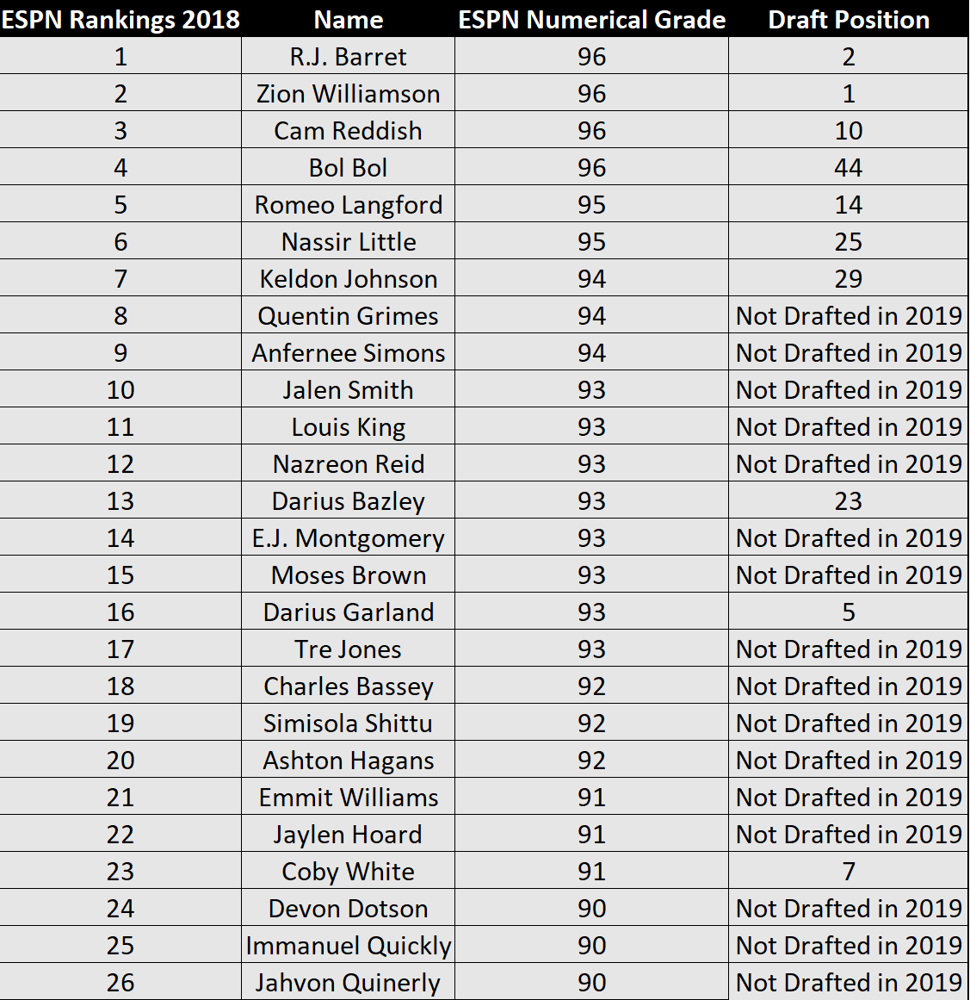 ESPN Rankings 2018 Name ESPN Numerical Grade Draft Position
1 R.J. Barret 96 2
2 Zion Williamson 96 1
3 Cam Reddish 96 10
4 Bol Bol 96 44
5 Romeo Langford 95 14
6 Nassir Little 95 25
7 Keldon Johnson 94 29
8 Quentin Grimes 94 Not Drafted in 2019
9 Anfernee Simons 94 Not Drafted in 2019
10 Jalen Smith 93 Not Drafted in 2019
11 Louis King 93 Not Drafted in 2019
12 Nazreon Reid 93 Not Drafted in 2019
13 Darius Bazley 93 23
14 E.J. Montgomery 93 Not Drafted in 2019
15 Moses Brown 93 Not Drafted in 2019
16 Darius Garland 93 5
17 Tre Jones 93 Not Drafted in 2019
18 Charles Bassey 92 Not Drafted in 2019
19 Simisola Shittu 92 Not Drafted in 2019
20 Ashton Hagans 92 Not Drafted in 2019
21 Emmit Williams 91 Not Drafted in 2019
22 Jaylen Hoard 91 Not Drafted in 2019
23 Coby White 91 7
24 Devon Dotson 90 Not Drafted in 2019
25 Immanuel Quickly 90 Not Drafted in 2019
26 Jahvon Quinerly 90 Not Drafted in 2019